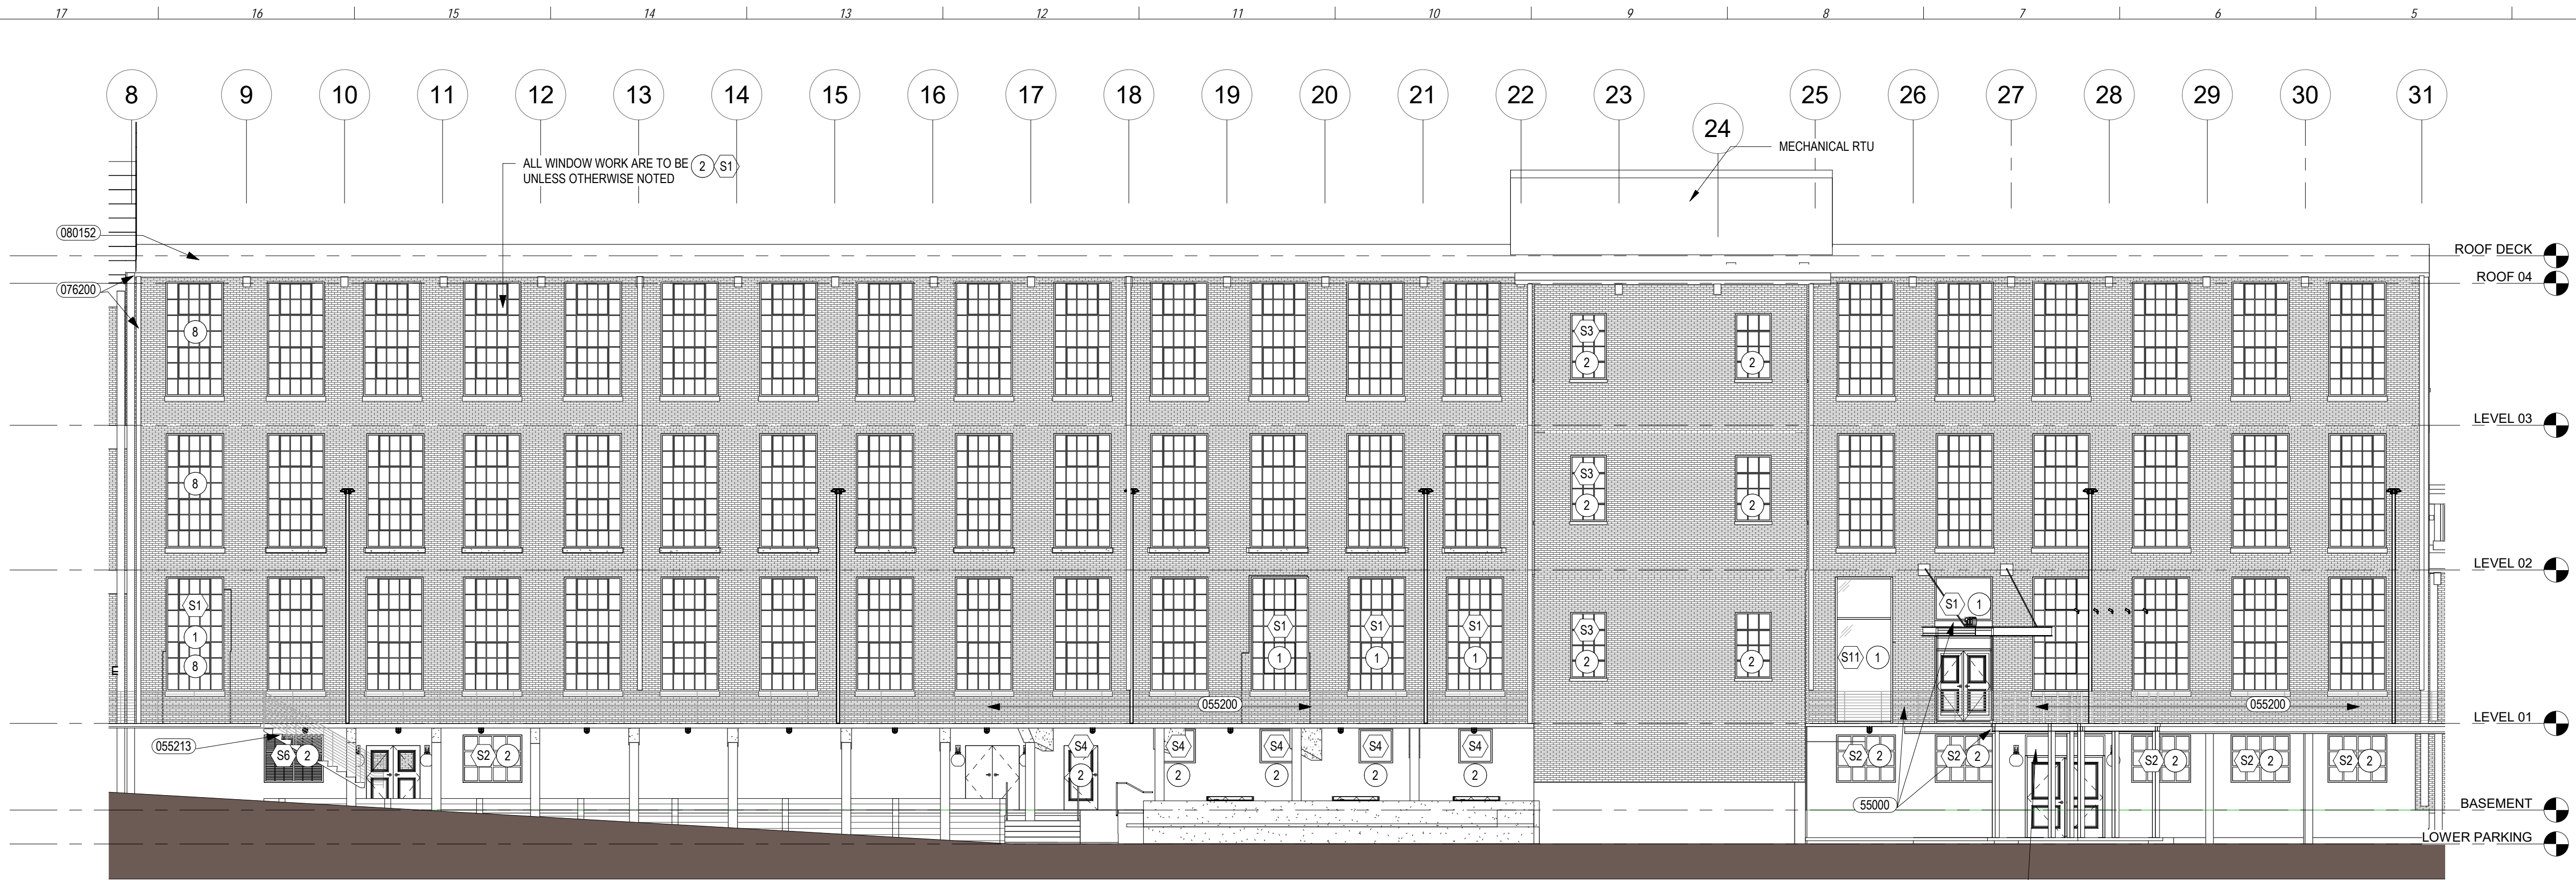 17 16 15 14 13 12 11 10 9 8 7 6 5
8 9 10 11 12 13 14 15 16 17 18 19 20 21 22 23 25 26 27 28 29 30 31
24
MECHANICAL RTU
ALL WINDOW WORK ARE TO BE 2 S1
UNLESS OTHERWISE NOTED
080152
ROOF DECK
ROOF 04
076200
8 S3
2 2
LEVEL 03
8 S3
2 2
LEVEL 02
S1 S1 1
S1 S1 S1 S3
1 1 1 1 2 2 S11 1
8
055200 055200
LEVEL 01
055213
S6 2 S2 2 S4 S4 S4 S4 S4 S2 2 S2 2 S2 2 S2 2 S2 2
2 2 2 2 2
55000
BASEMENT
LOWER PARKING